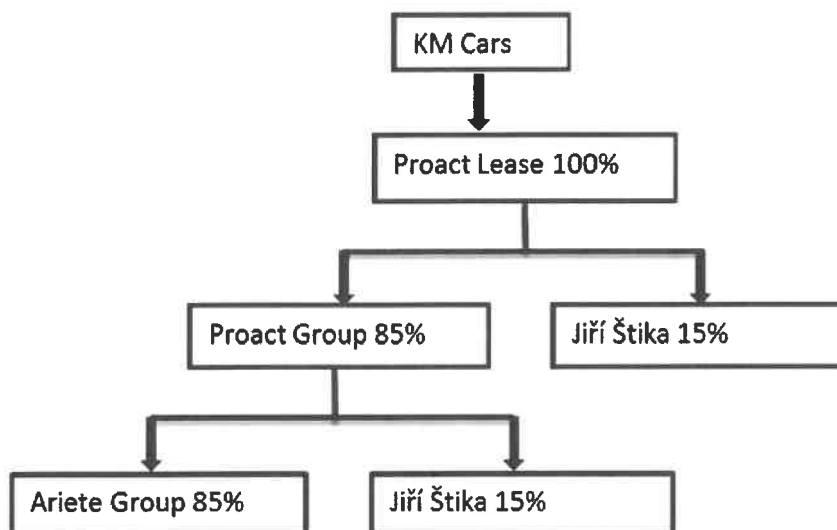 KM Cars
Proact Lease 100%
Proact Group 85%
Jiří Štika 15%
Ariete Group 85%
Jiří Štika 15%